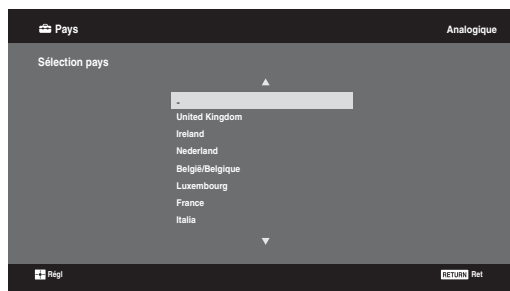 Pays
Analogique
Sélection pays
-
United Kingdom
Ireland
Nederland
België/Belgique
Luxembourg
France
Italia
Régl
RETURN Ret